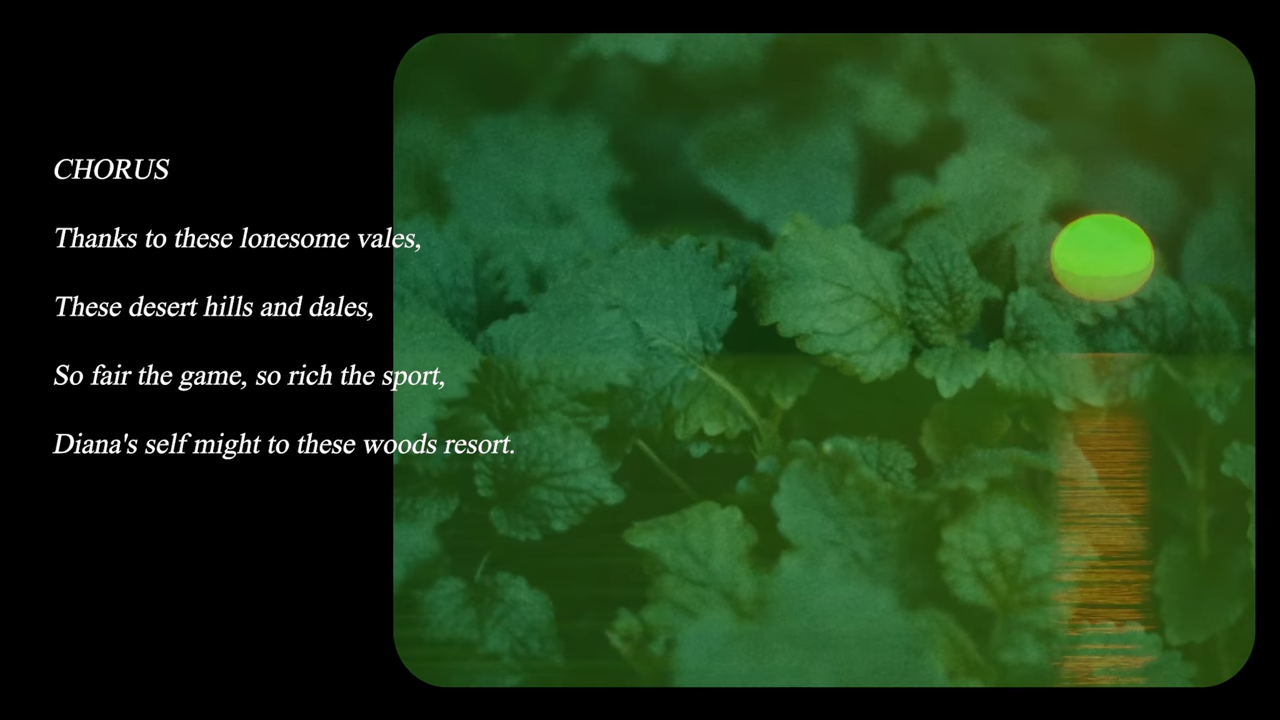 CHORUS
Thanks to these lonesome vales,
These desert hills and dales,
So fair the game, so rich the sport,
Diana's self might to these woods resort.